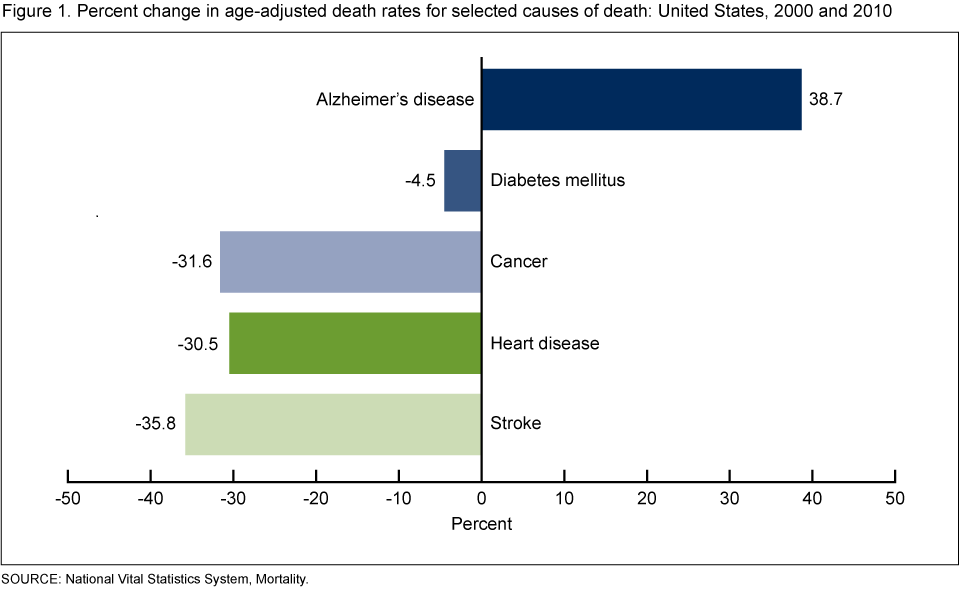 Figure 1. Percent change in age-adjusted death rates for selected causes of death: United States, 2000 and 2010
Alzheimer's disease 38.7
-4.5 Diabetes mellitus
-31.6 Cancer
-30.5 Heart disease
-35.8 Stroke
-50 -40 -30 -20 -10 0 10 20 30 40 50
Percent
SOURCE: National Vital Statistics System, Mortality.